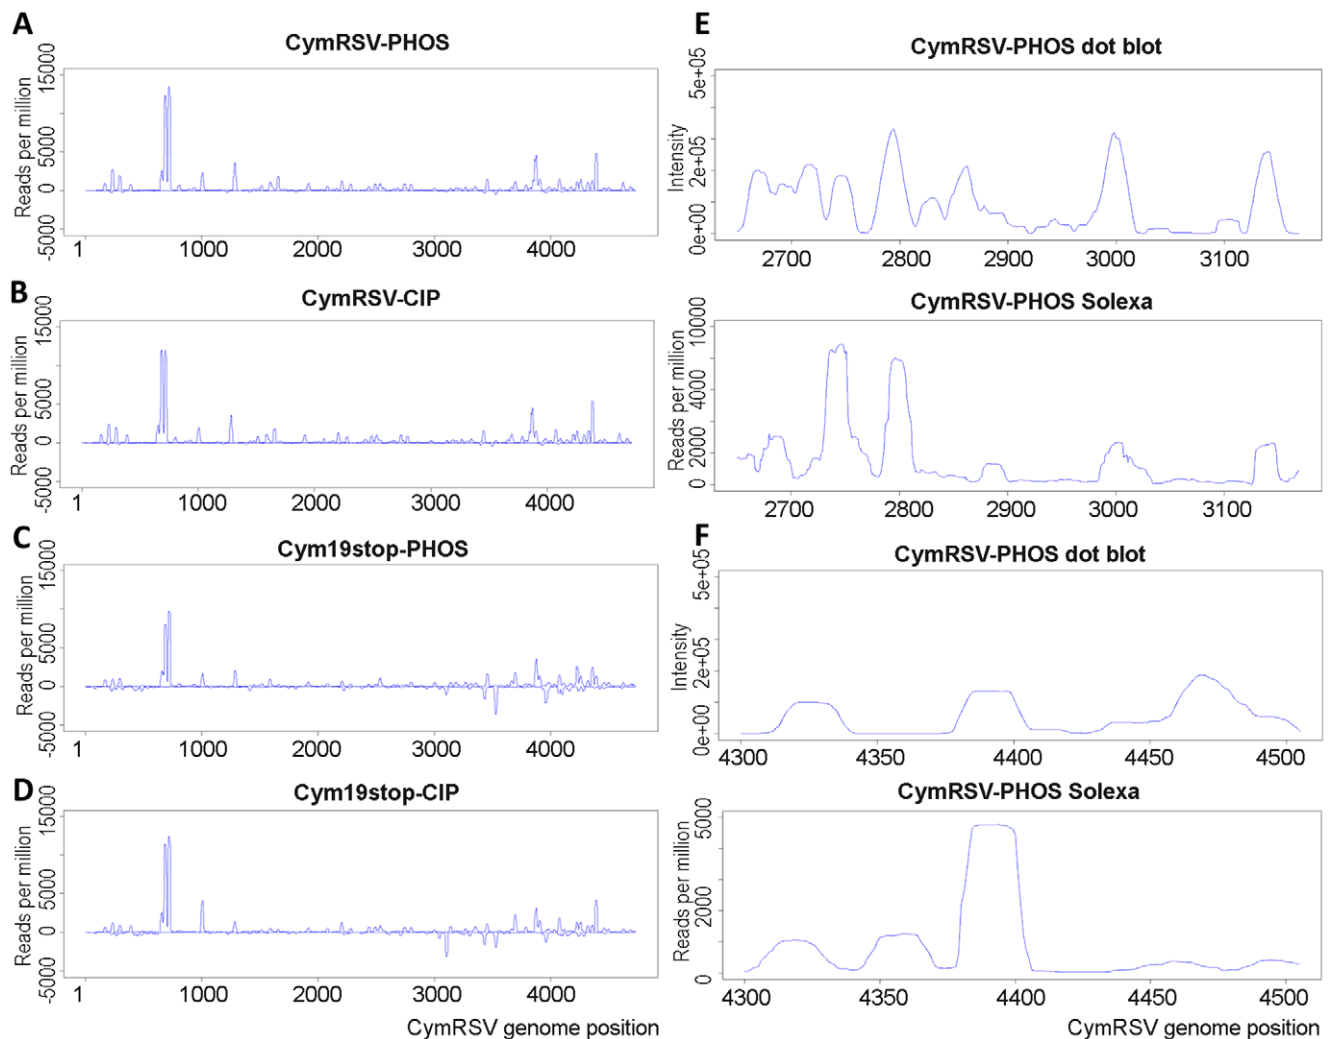 A
CymRSV-PHOS
Reads per million
15000
5000
0
-5000
1 1000 2000 3000 4000
B
CymRSV-CIP
Reads per million
15000
5000
0
-5000
1 1000 2000 3000 4000
C
Cym19stop-PHOS
Reads per million
15000
5000
0
-5000
1 1000 2000 3000 4000
D
Cym19stop-CIP
Reads per million
15000
5000
0
-5000
1 1000 2000 3000 4000
CymRSV genome position
E
CymRSV-PHOS dot blot
Intensity
5e+05
2e+05
0e+00
2700 2800 2900 3000 3100
CymRSV-PHOS Solexa
Reads per million
10000
4000
2000
0
2700 2800 2900 3000 3100
F
CymRSV-PHOS dot blot
Intensity
5e+05
2e+05
0e+00
4300 4350 4400 4450 4500
CymRSV-PHOS Solexa
Reads per million
5000
2000
0
4300 4350 4400 4450 4500
CymRSV genome position